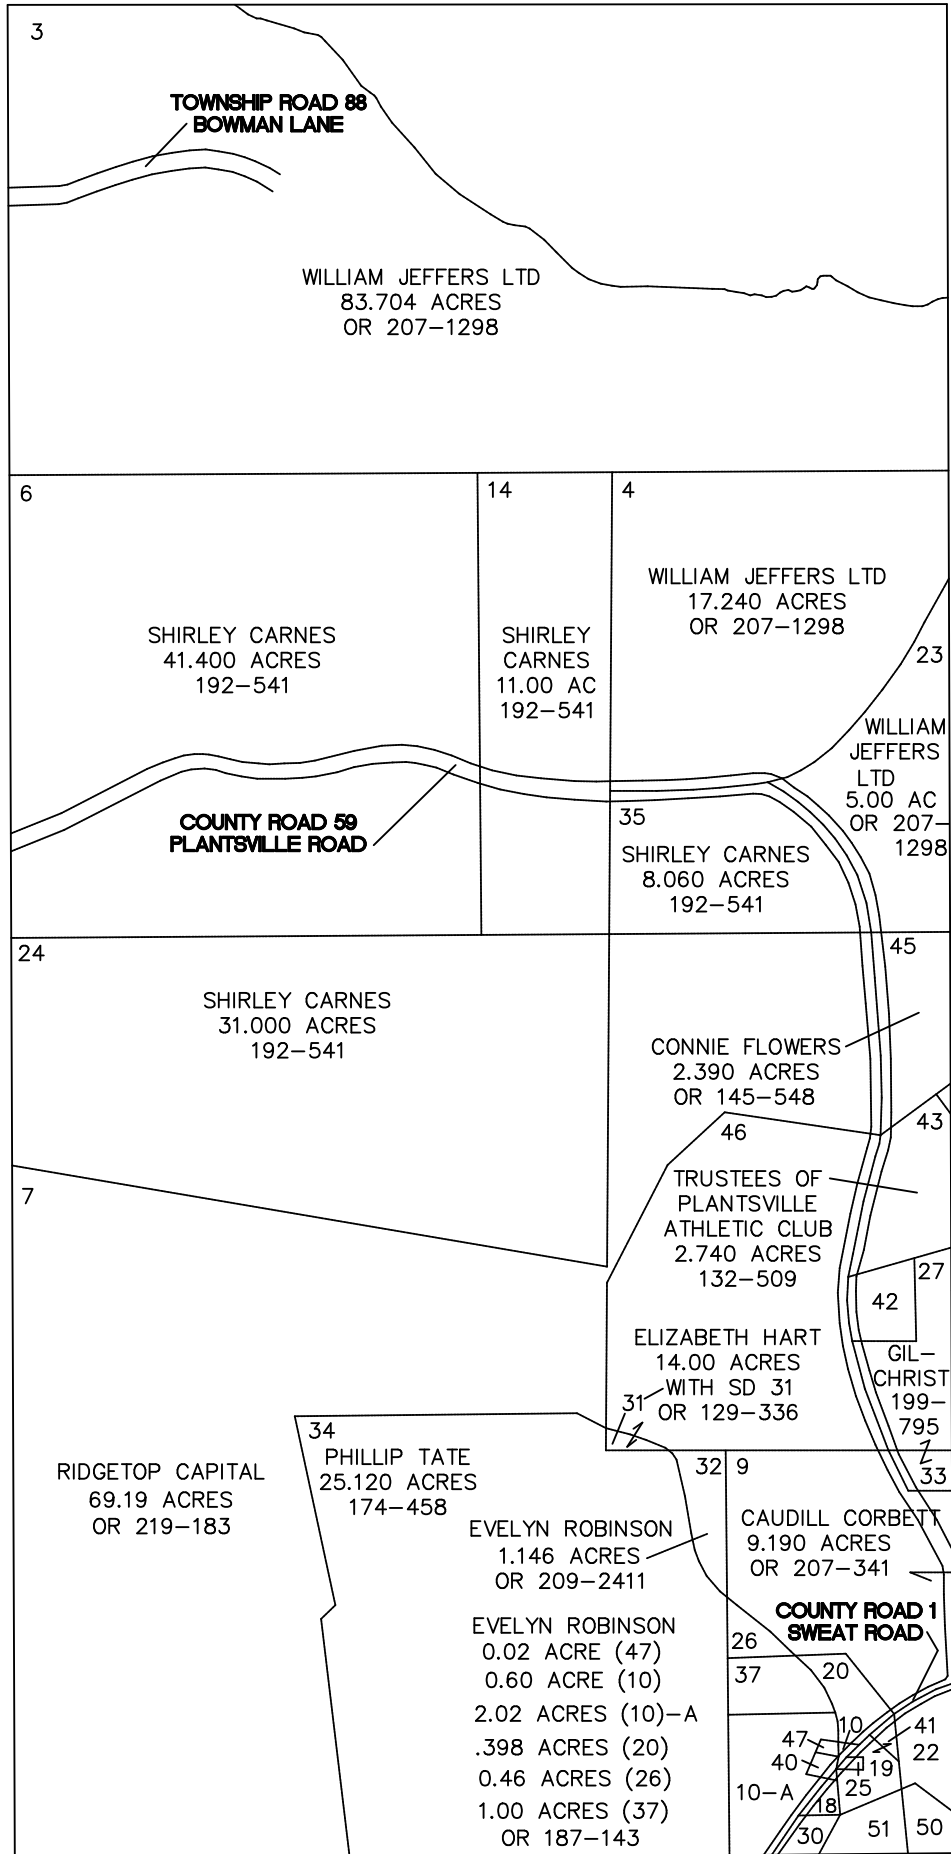 3
TOWNSHIP ROAD 88
BOWMAN LANE
WILLIAM JEFFERS LTD
83.704 ACRES
OR 207-1298
6
14
4
WILLIAM JEFFERS LTD
17.240 ACRES
OR 207-1298
SHIRLEY CARNES
41.400 ACRES
192-541
SHIRLEY
CARNES
11.00 AC
192-541
23
WILLIAM
JEFFERS
LTD
5.00 AC
OR 207-
1298
COUNTY ROAD 59
PLANTSVILLE ROAD
35
SHIRLEY CARNES
8.060 ACRES
192-541
24
45
SHIRLEY CARNES
31.000 ACRES
192-541
CONNIE FLOWERS
2.390 ACRES
OR 145-548
46
43
7
TRUSTEES OF
PLANTSVILLE
ATHLETIC CLUB
2.740 ACRES
132-509
27
42
ELIZABETH HART
14.00 ACRES
WITH SD 31
OR 129-336
31
GIL-
CHRIST
199-
795
34
PHILLIP TATE
25.120 ACRES
174-458
RIDGETOP CAPITAL
69.19 ACRES
OR 219-183
32
9
33
EVELYN ROBINSON
1.146 ACRES
OR 209-2411
CAUDILL CORBETT
9.190 ACRES
OR 207-341
COUNTY ROAD 1
SWEAT ROAD
EVELYN ROBINSON
0.02 ACRE (47)
0.60 ACRE (10)
2.02 ACRES (10)-A
.398 ACRES (20)
0.46 ACRES (26)
1.00 ACRES (37)
OR 187-143
26
37
20
10
41
47
22
40
19
10-A
25
18
30
51
50